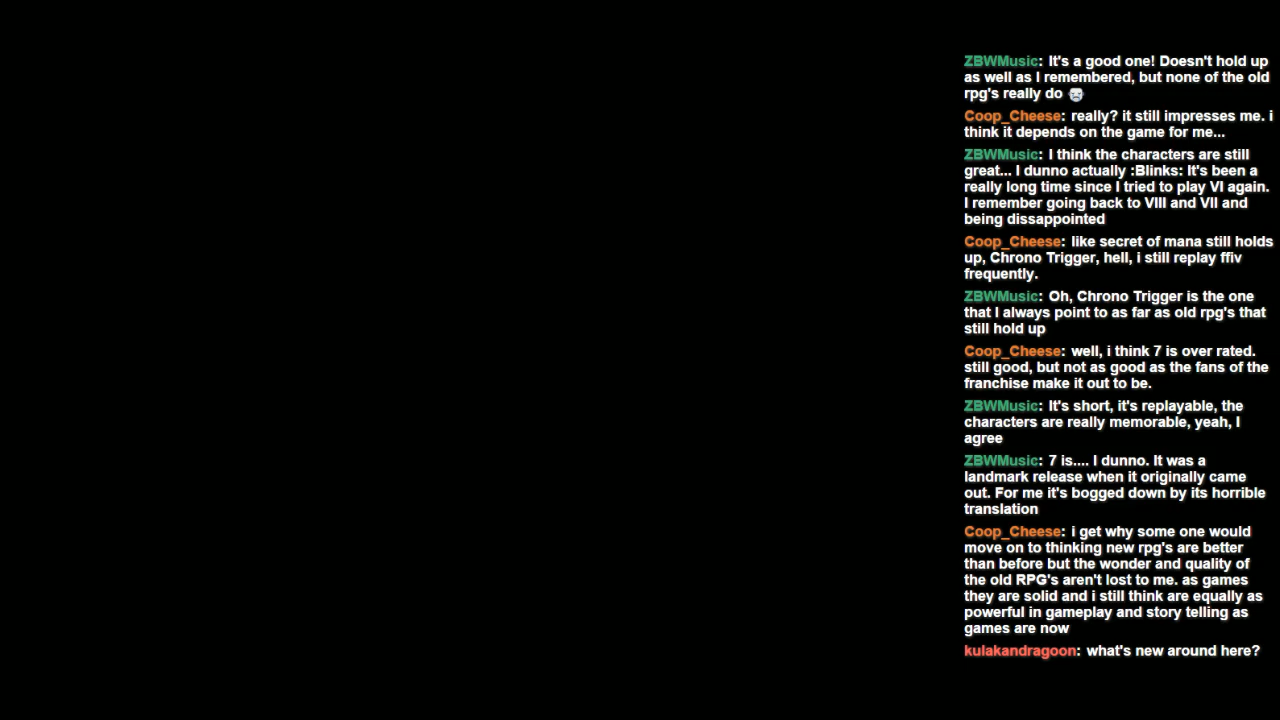 ZBWMusic: It's a good one! Doesn't hold up
as well as I remembered, but none of the old
rpg's really do
Coop_Cheese: really? it still impresses me. i
think it depends on the game for me...
ZBWMusic: I think the characters are still
great... I dunno actually :Blinks: It's been a
really long time since I tried to play VI again.
I remember going back to VIII and VII and
being dissappointed
Coop_Cheese: like secret of mana still holds
up, Chrono Trigger, hell, i still replay ffiv
frequently.
ZBWMusic: Oh, Chrono Trigger is the one
that I always point to as far as old rpg's that
still hold up
Coop_Cheese: well, i think 7 is over rated.
still good, but not as good as the fans of the
franchise make it out to be.
ZBWMusic: It's short, it's replayable, the
characters are really memorable, yeah, I
agree
ZBWMusic: 7 is.... I dunno. It was a
landmark release when it originally came
out. For me it's bogged down by its horrible
translation
Coop_Cheese: i get why some one would
move on to thinking new rpg's are better
than before but the wonder and quality of
the old RPG's aren't lost to me. as games
they are solid and i still think are equally as
powerful in gameplay and story telling as
games are now
kulakandragoon: what's new around here?